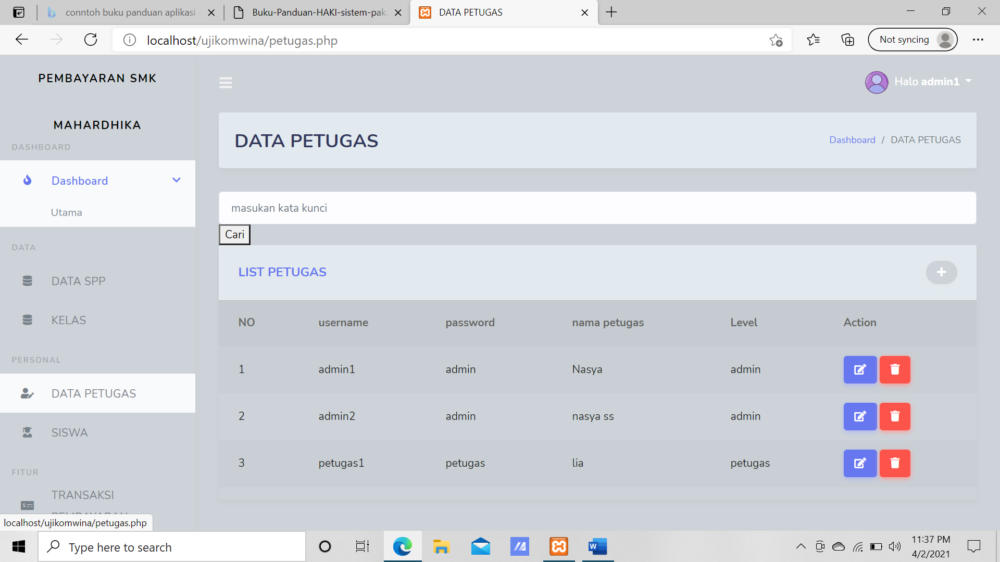 conntoh buku panduan aplikasi
Buku-Panduan-HAKI-sistem-paka
DATA PETUGAS
localhost/ujikomwina/petugas.php
Not syncing
PEMBAYARAN SMK
MAHARDHIKA
Halo admin1
DASHBOARD
Dashboard
Utama
DATA
DATA SPP
KELAS
PERSONAL
DATA PETUGAS
SISWA
FITUR
TRANSAKSI
PEMBAYARAN
DATA PETUGAS
Dashboard / DATA PETUGAS
masukan kata kunci
Cari
LIST PETUGAS
NO username password nama petugas Level Action
1 admin1 admin Nasya admin
2 admin2 admin nasya ss admin
3 petugas1 petugas lia petugas
localhost/ujikomwina/petugas.php
Type here to search
11:37 PM
4/2/2021